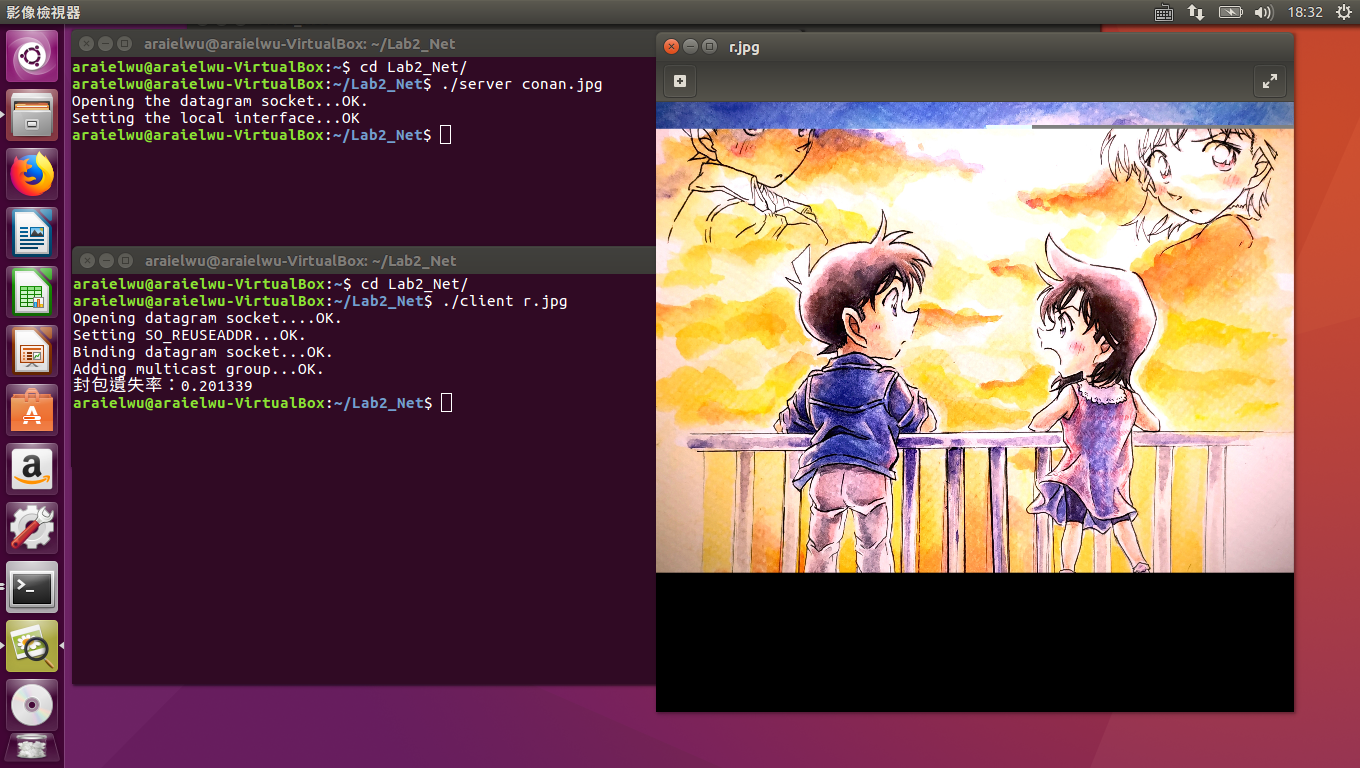 影像檢視器
18:32
araielwu@araielwu-VirtualBox: ~/Lab2_Net
araielwu@araielwu-VirtualBox:~$ cd Lab2_Net/
araielwu@araielwu-VirtualBox:~/Lab2_Net$ ./server conan.jpg
Opening the datagram socket...OK.
Setting the local interface...OK
araielwu@araielwu-VirtualBox:~/Lab2_Net$
araielwu@araielwu-VirtualBox: ~/Lab2_Net
araielwu@araielwu-VirtualBox:~$ cd Lab2_Net/
araielwu@araielwu-VirtualBox:~/Lab2_Net$ ./client r.jpg
Opening datagram socket....OK.
Setting SO_REUSEADDR...OK.
Binding datagram socket...OK.
Adding multicast group...OK.
封包遺失率：0.201339
araielwu@araielwu-VirtualBox:~/Lab2_Net$
r.jpg